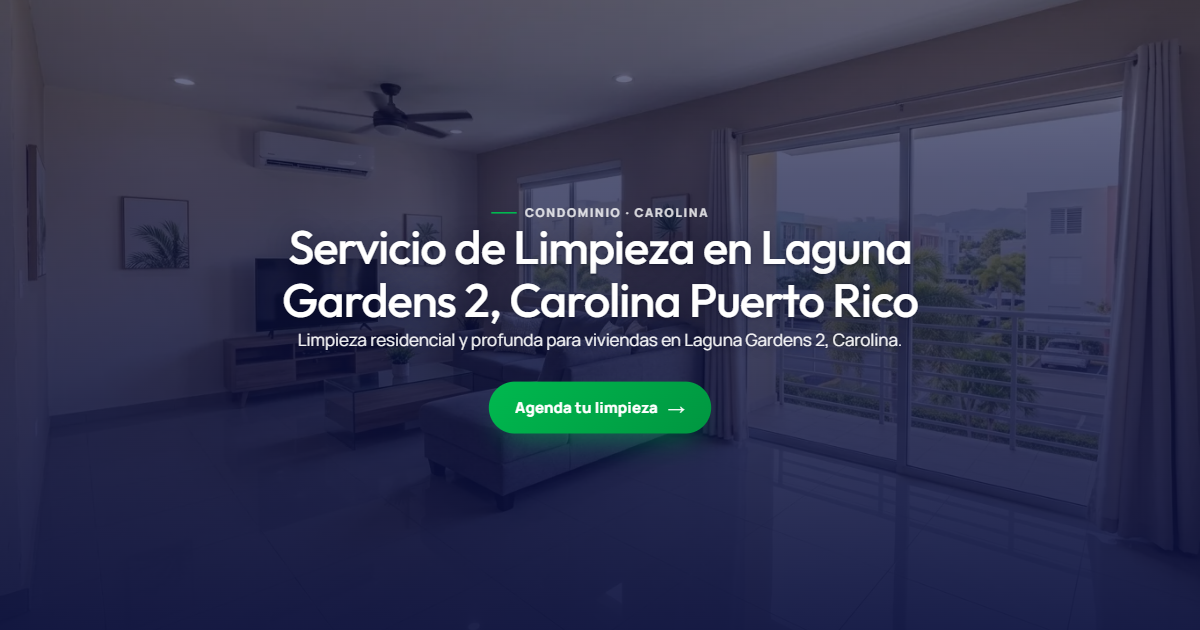 CONDOMINIO · CAROLINA
Servicio de Limpieza en Laguna
Gardens 2, Carolina Puerto Rico
Limpieza residencial y profunda para viviendas en Laguna Gardens 2, Carolina.
Agenda tu limpieza →